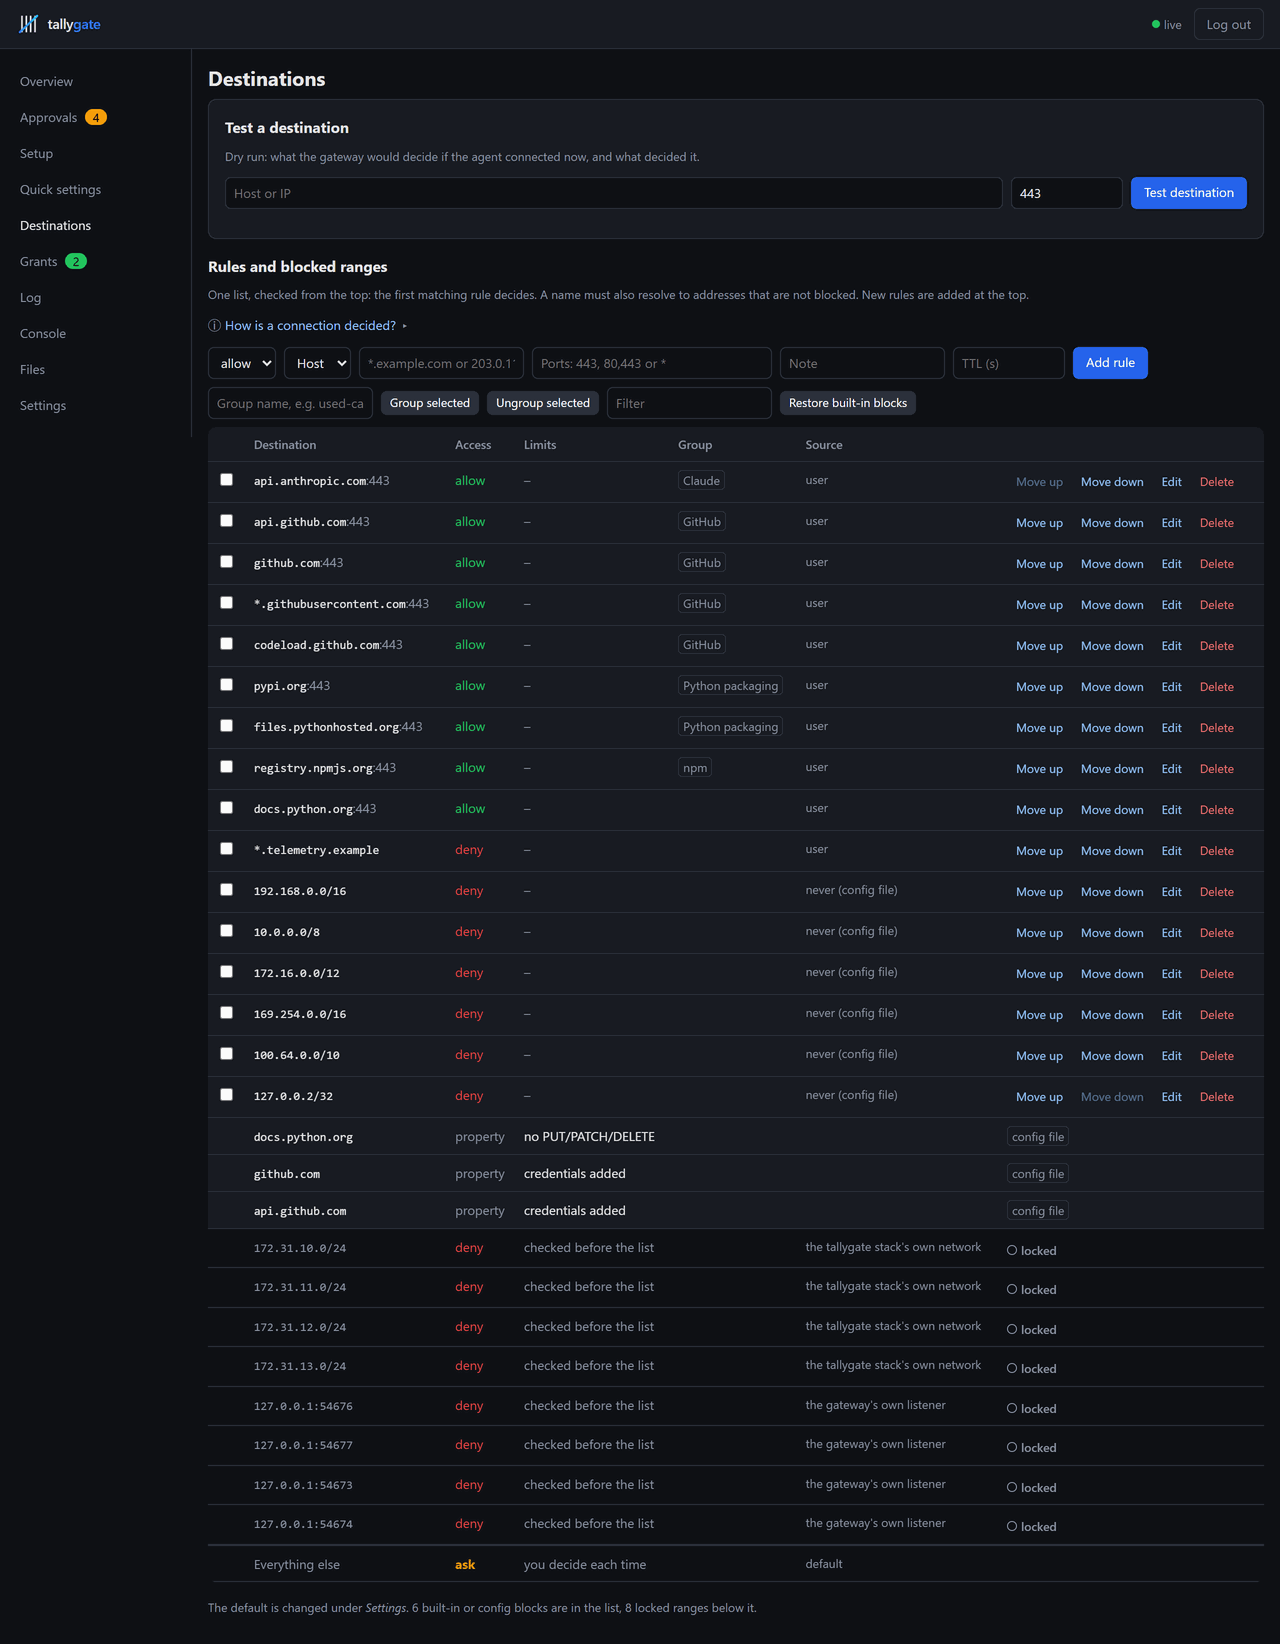 tallygate
live
Log out
Overview
Approvals 4
Setup
Quick settings
Destinations
Grants 2
Log
Console
Files
Settings
Destinations
Test a destination
Dry run: what the gateway would decide if the agent connected now, and what decided it.
Host or IP 443 Test destination
Rules and blocked ranges
One list, checked from the top: the first matching rule decides. A name must also resolve to addresses that are not blocked. New rules are added at the top.
ⓘ How is a connection decided? ▸
allow Host *.example.com or 203.0.1 Ports: 443, 80,443 or * Note TTL (s) Add rule
Group name, e.g. used-ca Group selected Ungroup selected Filter Restore built-in blocks
Destination Access Limits Group Source
api.anthropic.com:443 allow – Claude user Move up Move down Edit Delete
api.github.com:443 allow – GitHub user Move up Move down Edit Delete
github.com:443 allow – GitHub user Move up Move down Edit Delete
*.githubusercontent.com:443 allow – GitHub user Move up Move down Edit Delete
codeload.github.com:443 allow – GitHub user Move up Move down Edit Delete
pypi.org:443 allow – Python packaging user Move up Move down Edit Delete
files.pythonhosted.org:443 allow – Python packaging user Move up Move down Edit Delete
registry.npmjs.org:443 allow – npm user Move up Move down Edit Delete
docs.python.org:443 allow – user Move up Move down Edit Delete
*.telemetry.example deny – user Move up Move down Edit Delete
192.168.0.0/16 deny – never (config file) Move up Move down Edit Delete
10.0.0.0/8 deny – never (config file) Move up Move down Edit Delete
172.16.0.0/12 deny – never (config file) Move up Move down Edit Delete
169.254.0.0/16 deny – never (config file) Move up Move down Edit Delete
100.64.0.0/10 deny – never (config file) Move up Move down Edit Delete
127.0.0.2/32 deny – never (config file) Move up Move down Edit Delete
docs.python.org property no PUT/PATCH/DELETE config file
github.com property credentials added config file
api.github.com property credentials added config file
172.31.10.0/24 deny checked before the list the tallygate stack's own network locked
172.31.11.0/24 deny checked before the list the tallygate stack's own network locked
172.31.12.0/24 deny checked before the list the tallygate stack's own network locked
172.31.13.0/24 deny checked before the list the tallygate stack's own network locked
127.0.0.1:54676 deny checked before the list the gateway's own listener locked
127.0.0.1:54677 deny checked before the list the gateway's own listener locked
127.0.0.1:54673 deny checked before the list the gateway's own listener locked
127.0.0.1:54674 deny checked before the list the gateway's own listener locked
Everything else ask you decide each time default
The default is changed under Settings. 6 built-in or config blocks are in the list, 8 locked ranges below it.